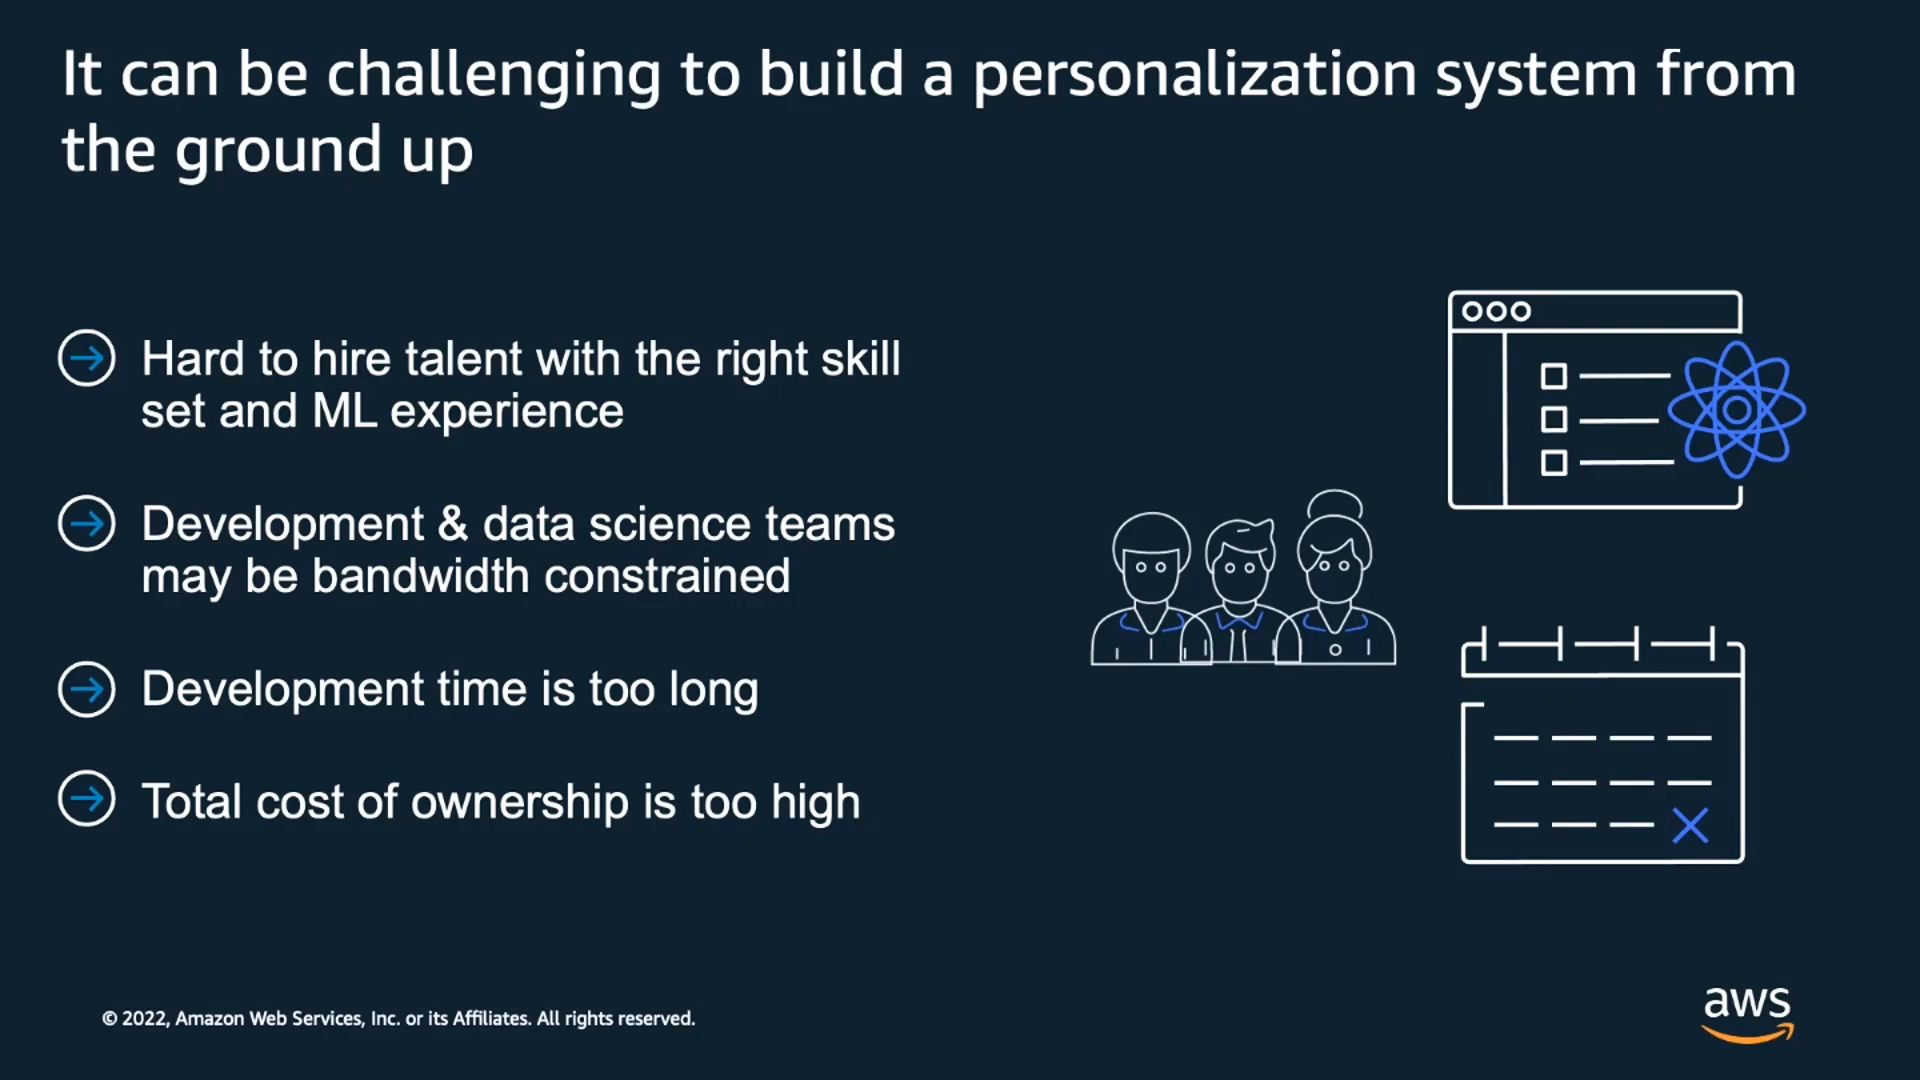 It can be challenging to build a personalization system from
the ground up
Hard to hire talent with the right skill
set and ML experience
Development & data science teams
may be bandwidth constrained
Development time is too long
Total cost of ownership is too high
© 2022, Amazon Web Services, Inc. or its Affiliates. All rights reserved.
aws